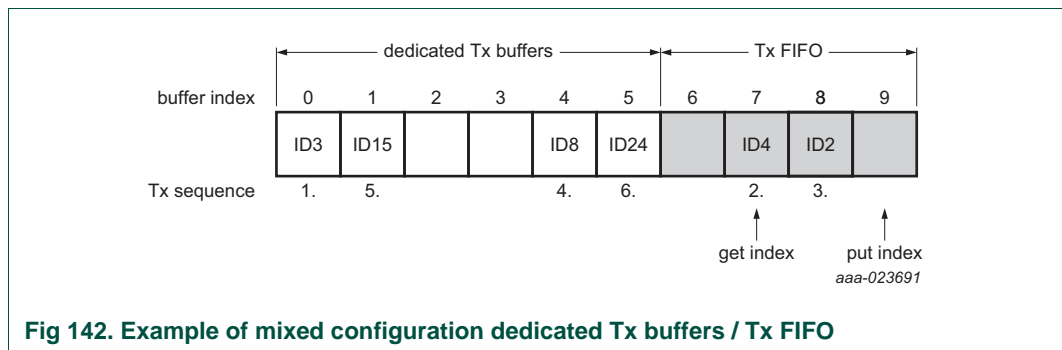 dedicated Tx buffers Tx FIFO
buffer index 0 1 2 3 4 5 6 7 8 9
ID3 ID15 ID8 ID24 ID4 ID2
Tx sequence 1. 5. 4. 6. 2. 3.
get index put index
aaa-023691
Fig 142. Example of mixed configuration dedicated Tx buffers / Tx FIFO